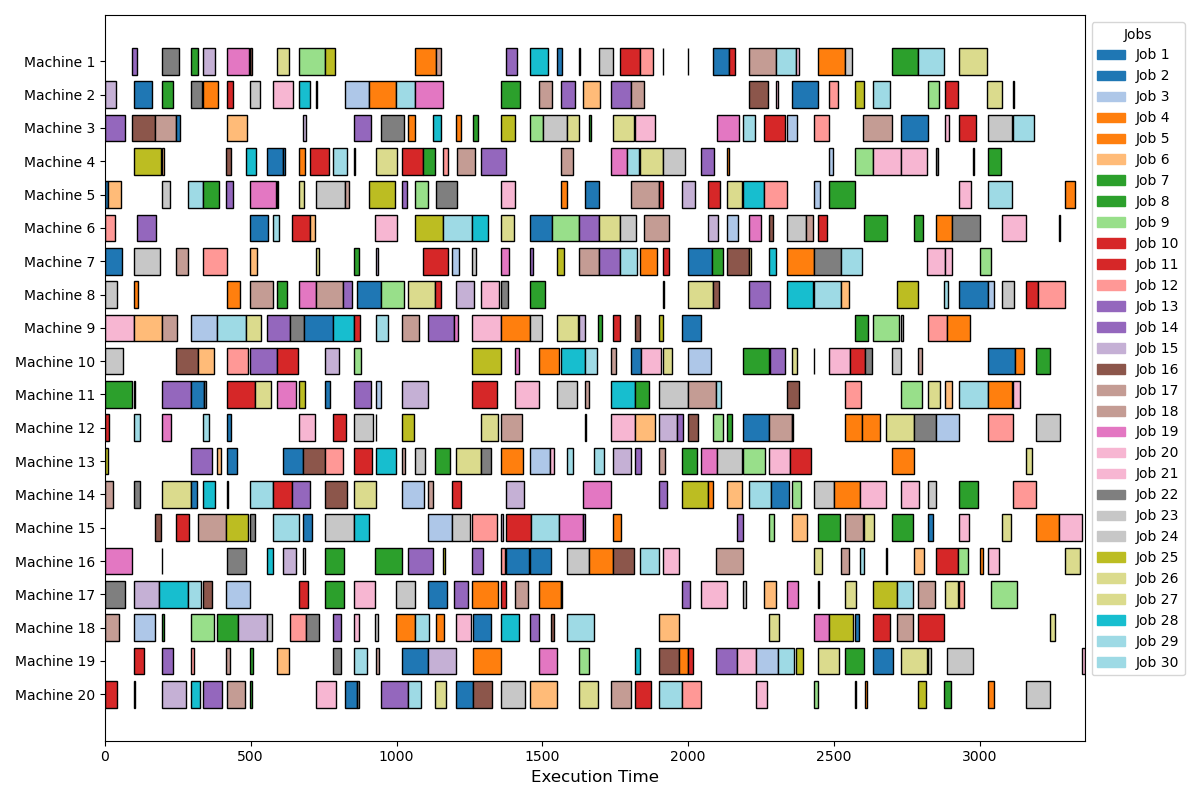 Machine 1
Machine 2
Machine 3
Machine 4
Machine 5
Machine 6
Machine 7
Machine 8
Machine 9
Machine 10
Machine 11
Machine 12
Machine 13
Machine 14
Machine 15
Machine 16
Machine 17
Machine 18
Machine 19
Machine 20
0 500 1000 1500 2000 2500 3000
Execution Time
Jobs
Job 1
Job 2
Job 3
Job 4
Job 5
Job 6
Job 7
Job 8
Job 9
Job 10
Job 11
Job 12
Job 13
Job 14
Job 15
Job 16
Job 17
Job 18
Job 19
Job 20
Job 21
Job 22
Job 23
Job 24
Job 25
Job 26
Job 27
Job 28
Job 29
Job 30